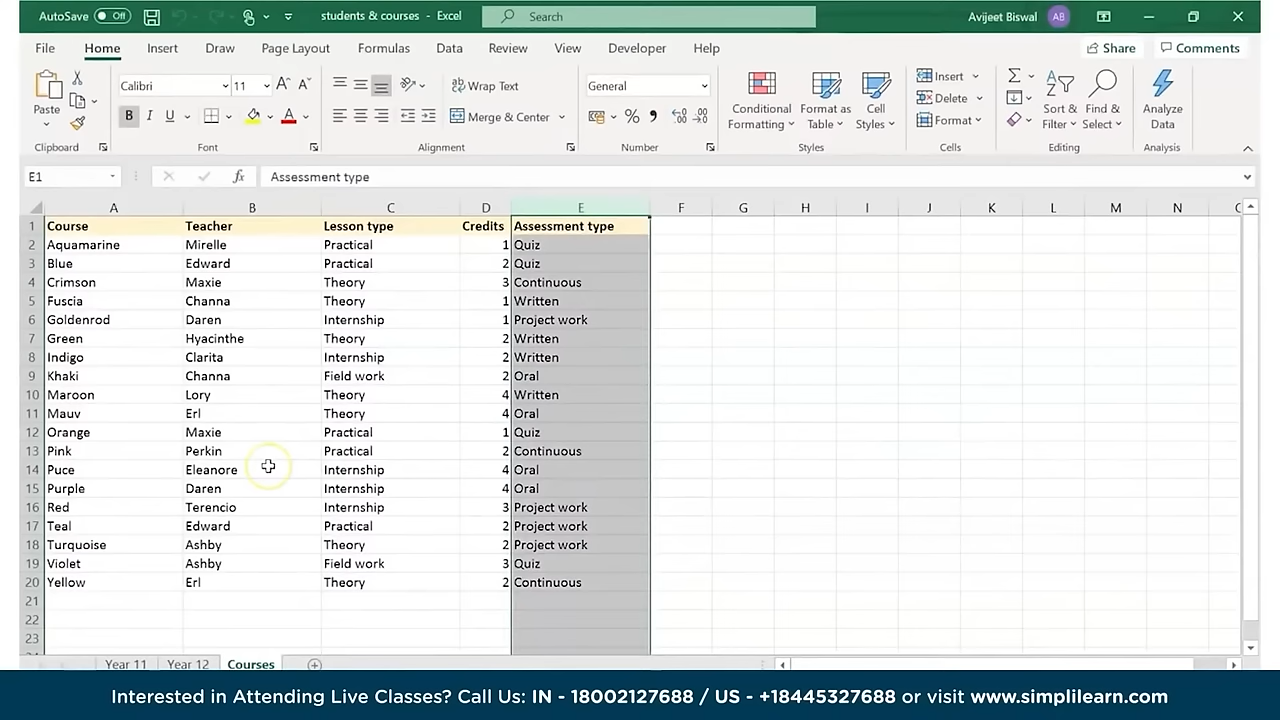 AutoSave Off students & courses - Excel Search Avijeet Biswal AB
File Home Insert Draw Page Layout Formulas Data Review View Developer Help Share Comments
Paste Calibri 11 A A Wrap Text General Conditional Formatting Format as Table Cell Styles Insert Σ Sort & Filter Find & Select Analyze Data
B I U A Merge & Center % Delete Format
Clipboard Font Alignment Number Styles Cells Editing Analysis
E1 fx Assessment type
A B C D E F G H I J K L M N
1 Course Teacher Lesson type Credits Assessment type
2 Aquamarine Mirelle Practical 1 Quiz
3 Blue Edward Practical 2 Quiz
4 Crimson Maxie Theory 3 Continuous
5 Fuscia Channa Theory 1 Written
6 Goldenrod Daren Internship 1 Project work
7 Green Hyacinthe Theory 2 Written
8 Indigo Clarita Internship 2 Written
9 Khaki Channa Field work 2 Oral
10 Maroon Lory Theory 4 Written
11 Mauv Erl Theory 4 Oral
12 Orange Maxie Practical 1 Quiz
13 Pink Perkin Practical 2 Continuous
14 Puce Eleanore Internship 4 Oral
15 Purple Daren Internship 4 Oral
16 Red Terencio Internship 3 Project work
17 Teal Edward Practical 2 Project work
18 Turquoise Ashby Theory 2 Project work
19 Violet Ashby Field work 3 Quiz
20 Yellow Erl Theory 2 Continuous
21
22
23
Year 11 Year 12 Courses
Interested in Attending Live Classes? Call Us: IN - 18002127688 / US - +18445327688 or visit www.simplilearn.com